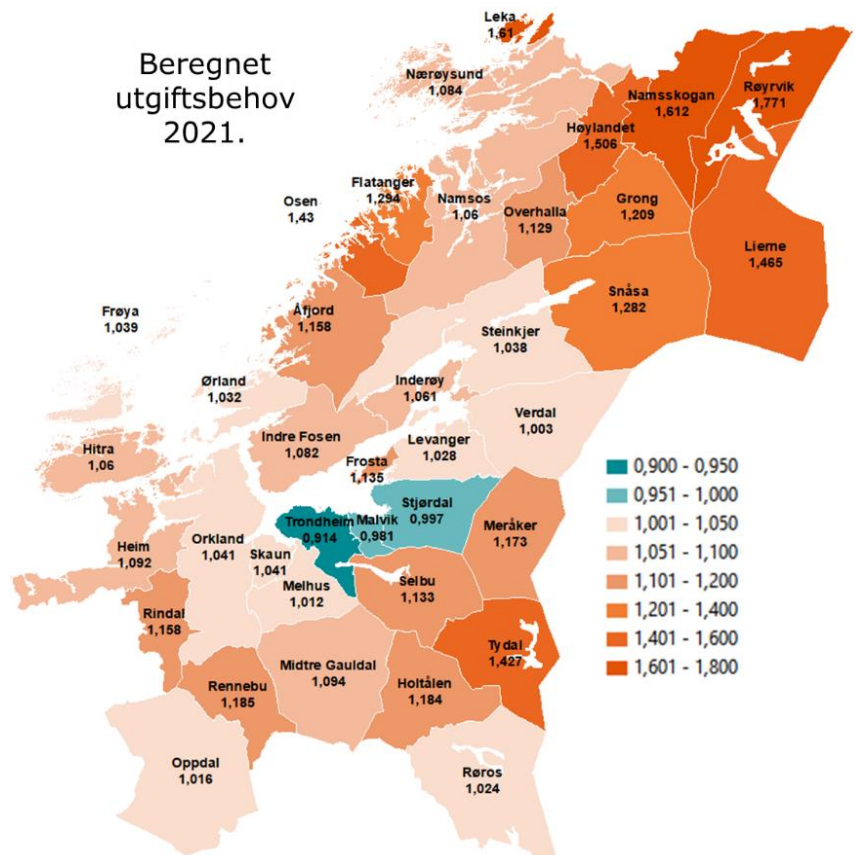 Beregnet
utgiftsbehov
2021.
Leka
1,61
Nærøysund
1,084
Namsskogan
1,612
Røyrvik
1,771
Høylandet
1,506
Flatanger
1,294
Osen
1,43
Namsos
1,06
Overhalla
1,129
Grong
1,209
Lierne
1,465
Snåsa
1,282
Frøya
1,039
Åfjord
1,158
Steinkjer
1,038
Ørland
1,032
Inderøy
1,061
Verdal
1,003
Hitra
1,06
Indre Fosen
1,082
Levanger
1,028
Frosta
1,135
Stjørdal
0,997
Trondheim
0,914
Malvik
0,981
Meråker
1,173
Heim
1,092
Orkland
1,041
Skaun
1,041
Melhus
1,012
Selbu
1,133
Rindal
1,158
Tydal
1,427
Midtre Gauldal
1,094
Rennebu
1,185
Holtålen
1,184
Oppdal
1,016
Røros
1,024
0,900 - 0,950
0,951 - 1,000
1,001 - 1,050
1,051 - 1,100
1,101 - 1,200
1,201 - 1,400
1,401 - 1,600
1,601 - 1,800